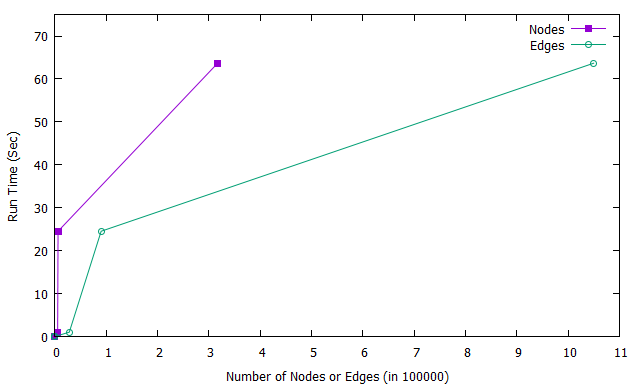 Nodes
Edges
70
60
50
40
30
20
10
0
Run Time (Sec)
0 1 2 3 4 5 6 7 8 9 10 11
Number of Nodes or Edges (in 100000)